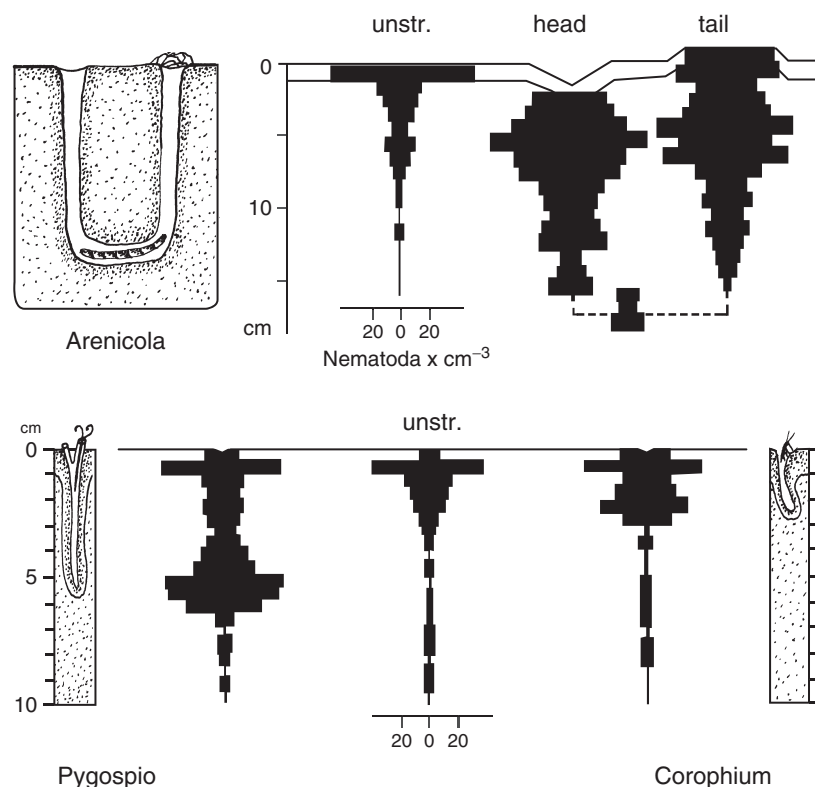 unstr. head tail
0
10
cm
20 0 20
Nematoda x cm⁻³
Arenicola
unstr.
cm
0
5
10
20 0 20
Pygospio
Corophium